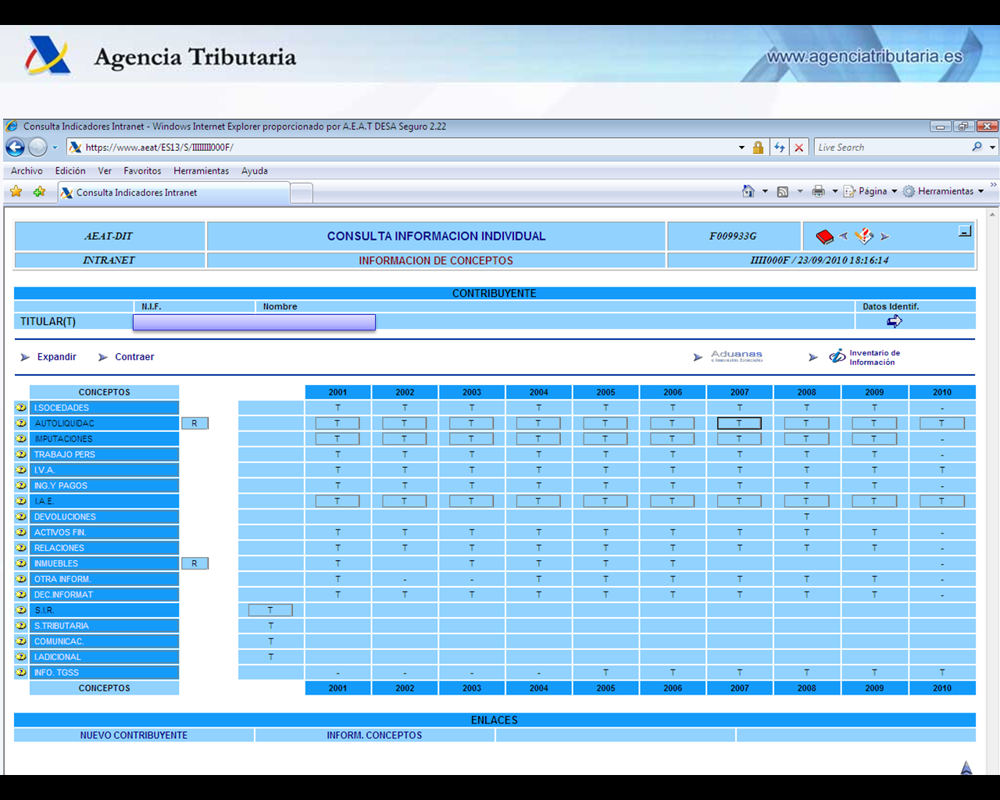 Agencia Tributaria
www.agenciatributaria.es
Consulta Indicadores Intranet - Windows Internet Explorer proporcionado por A.E.A.T DESA Seguro 2.22
https://www.aeat/ES13/S/IIIIIIII000F/
Live Search
Archivo Edición Ver Favoritos Herramientas Ayuda
Consulta Indicadores Intranet
Página Herramientas
AEAT-DIT CONSULTA INFORMACION INDIVIDUAL F009933G
INTRANET INFORMACION DE CONCEPTOS IIII000F / 23/09/2010 18:16:14
CONTRIBUYENTE
N.I.F. Nombre Datos Identif.
TITULAR(T)
Expandir Contraer Aduanas e Impuestos Especiales Inventario de Información
CONCEPTOS 2001 2002 2003 2004 2005 2006 2007 2008 2009 2010
I.SOCIEDADES T T T T T T T T T -
AUTOLIQUIDAC R T T T T T T T T T T
IMPUTACIONES T T T T T T T T T -
TRABAJO PERS T T T T T T T T T -
I.V.A. T T T T T T T T T T
ING.Y PAGOS T T T T T T T T T -
I.A.E. T T T T T T T T T T
DEVOLUCIONES T
ACTIVOS FIN. T T T T T T T T T -
RELACIONES T T T T T T T T T -
INMUEBLES R T T T T T -
OTRA INFORM. T - - T T T T T T -
DEC.INFORMAT T T T T T T T T T -
S.I.R. T
S.TRIBUTARIA T
COMUNICAC. T
I.ADICIONAL T
INFO. TGSS - - - - T T T T T T
CONCEPTOS 2001 2002 2003 2004 2005 2006 2007 2008 2009 2010
ENLACES
NUEVO CONTRIBUYENTE INFORM. CONCEPTOS